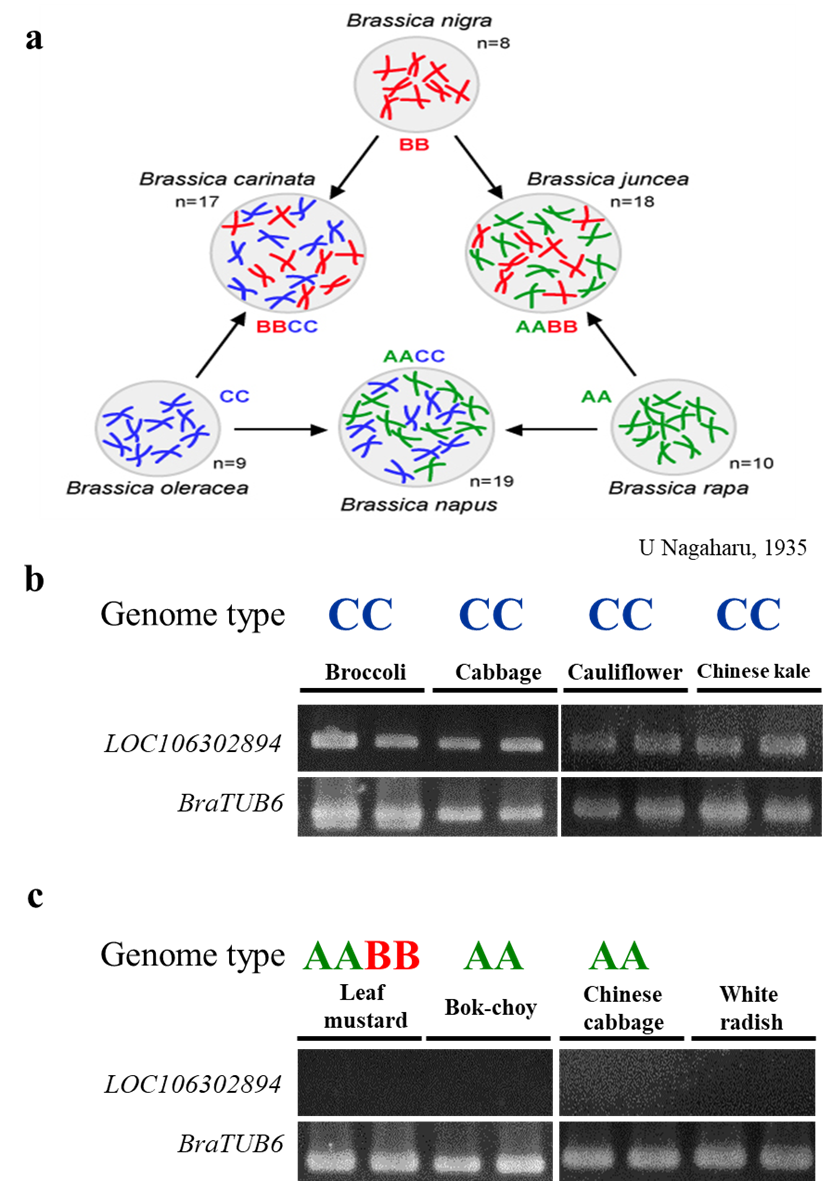 a
Brassica nigra
n=8
BB
Brassica carinata
n=17
Brassica juncea
n=18
BBCC
AABB
AACC
CC
AA
n=9
Brassica oleracea
n=19
Brassica napus
n=10
Brassica rapa
U Nagaharu, 1935
b
Genome type CC CC CC CC
Broccoli Cabbage Cauliflower Chinese kale
LOC106302894
BraTUB6
c
Genome type AABB AA AA
Leaf mustard Bok-choy Chinese cabbage White radish
LOC106302894
BraTUB6